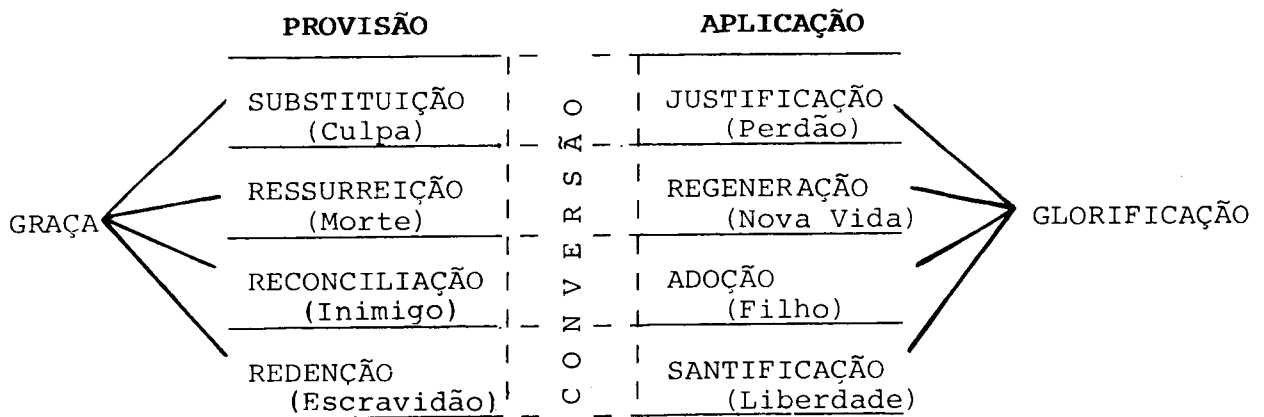 PROVISÃO
APLICAÇÃO
SUBSTITUIÇÃO
(Culpa)
JUSTIFICAÇÃO
(Perdão)
RESSURREIÇÃO
(Morte)
REGENERAÇÃO
(Nova Vida)
GRAÇA
CONVERSÃO
GLORIFICAÇÃO
RECONCILIAÇÃO
(Inimigo)
ADOÇÃO
(Filho)
REDENÇÃO
(Escravidão)
SANTIFICAÇÃO
(Liberdade)